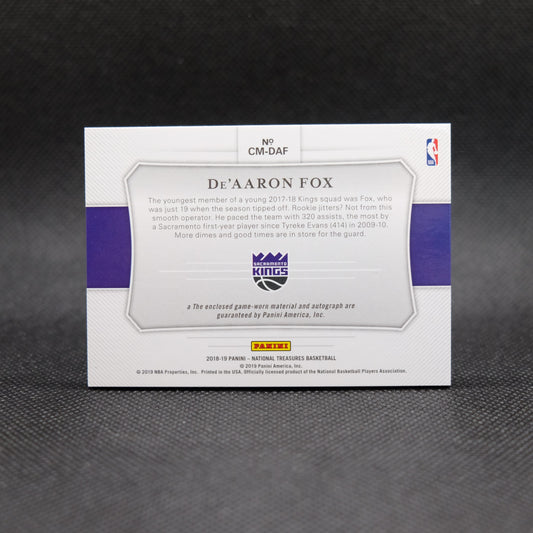 Nº
CM-DAF
NBA
DE'AARON FOX
The youngest member of a young 2017-18 Kings squad was Fox, who
was just 19 when the season tipped off. Rookie jitters? Not from this
smooth operator. He paced the team with 320 assists, the most by
a Sacramento first-year player since Tyreke Evans (414) in 2009-10.
More dimes and good times are in store for the guard.
SACRAMENTO
KINGS
a The enclosed game-worn material and autograph are
guaranteed by Panini America, Inc.
PANINI
2018-19 PANINI – NATIONAL TREASURES BASKETBALL
© 2019 Panini America, Inc.
© 2019 NBA Properties, Inc. Printed in the USA. Officially licensed product of the National Basketball Players Association.